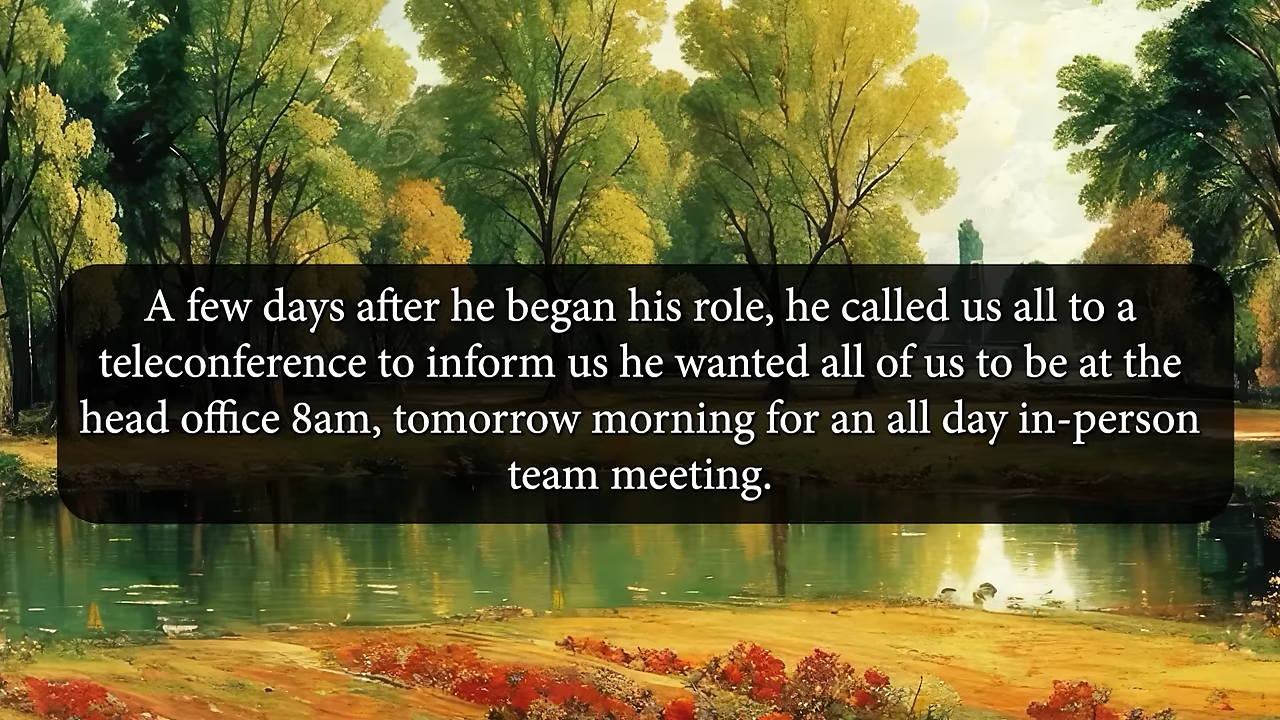 A few days after he began his role, he called us all to a
teleconference to inform us he wanted all of us to be at the
head office 8am, tomorrow morning for an all day in-person
team meeting.